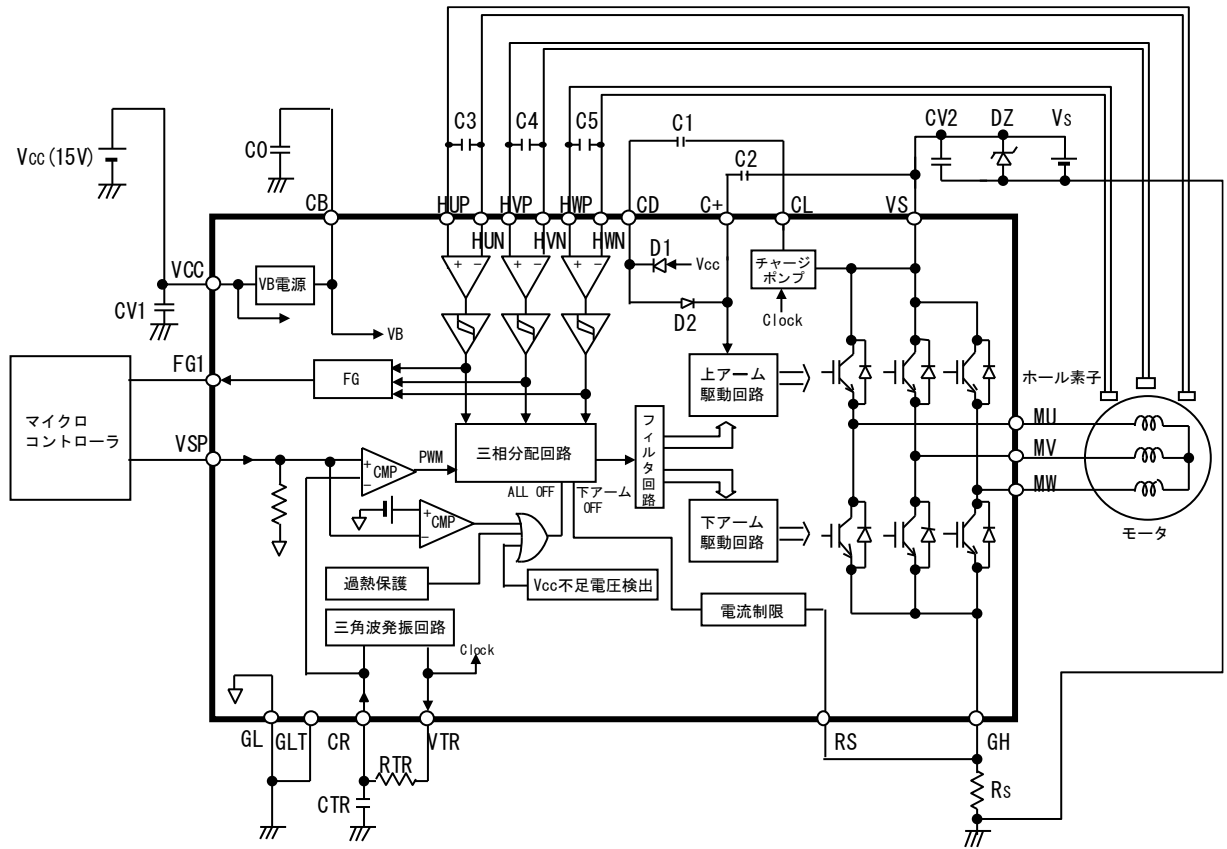 C3
C4
C5
C1
C2
CV2
DZ
VS
VCC(15V)
C0
CB
HUP
HUN
HVP
HVN
HWP
HWN
CD
C+
CL
VS
VCC
CV1
VB電源
VB
+ −
+ −
+ −
D1
Vcc
D2
チャージ
ポンプ
Clock
FG1
FG
マイクロ
コントローラ
VSP
上アーム
駆動回路
フィルタ回路
ホール素子
MU
MV
MW
モータ
+
−
CMP
PWM
三相分配回路
ALL OFF
下アーム
OFF
+
−
CMP
下アーム
駆動回路
過熱保護
Vcc不足電圧検出
電流制限
三角波発振回路
Clock
GL
GLT
CR
VTR
RS
GH
RTR
CTR
RS